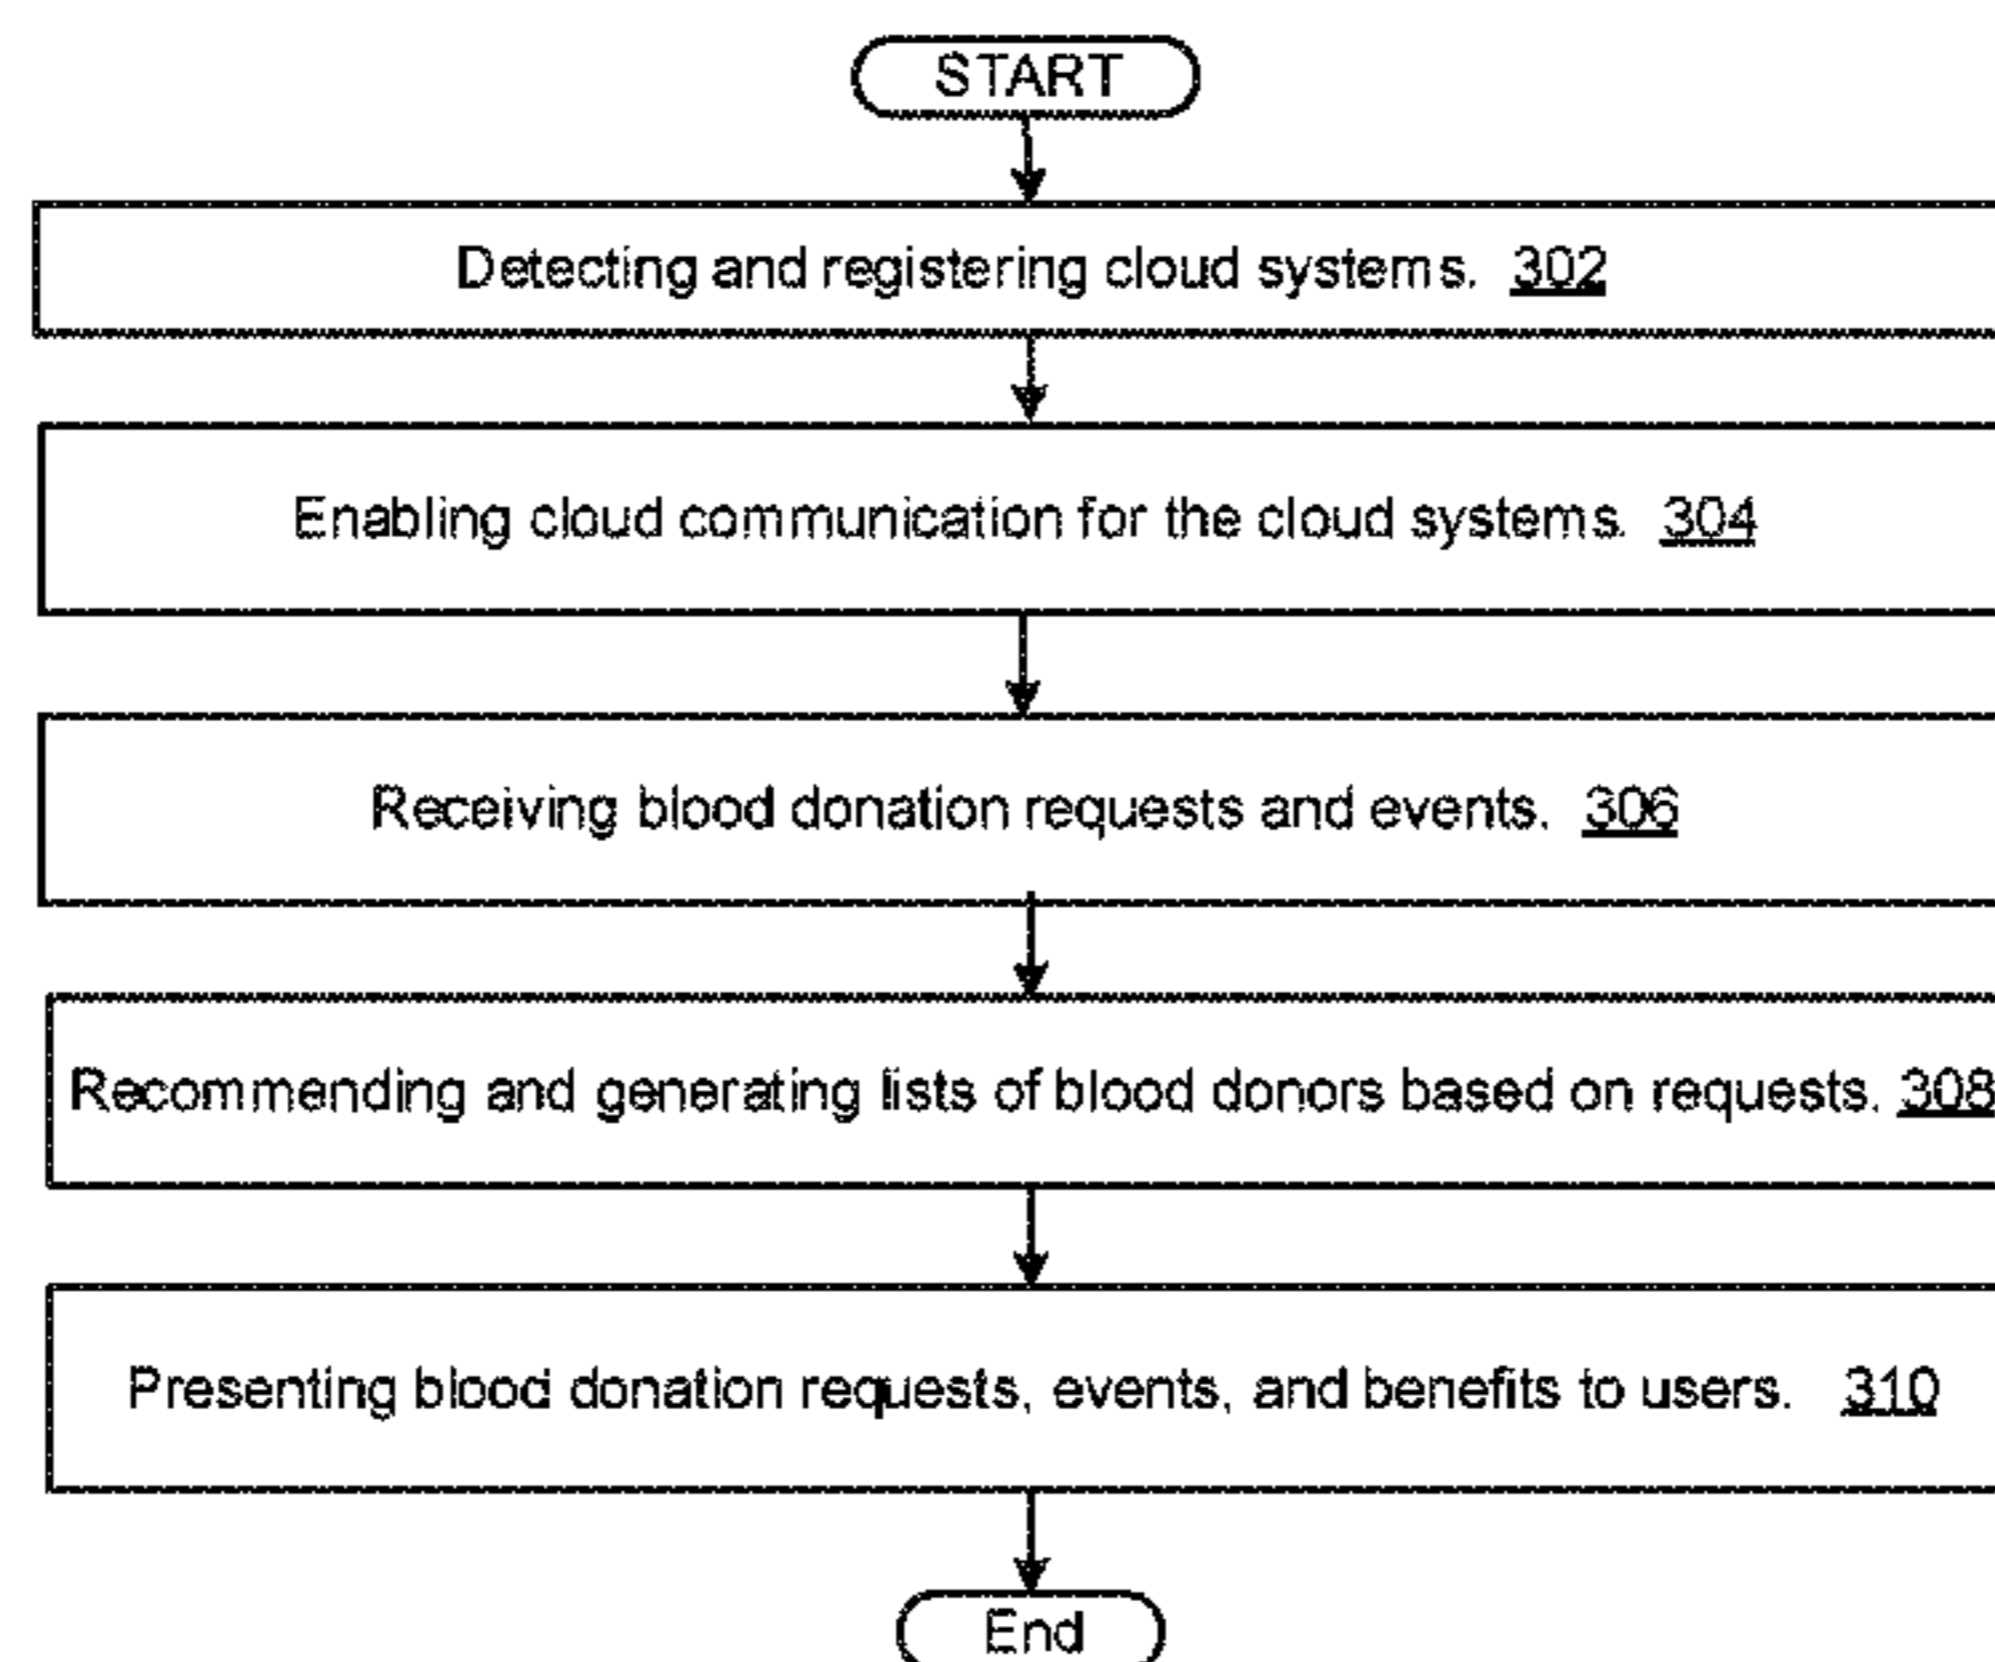 START
Detecting and registering cloud systems. 302
Enabling cloud communication for the cloud systems. 304
Receiving blood donation requests and events. 306
Recommending and generating lists of blood donors based on requests. 308
Presenting blood donation requests, events, and benefits to users. 310
End